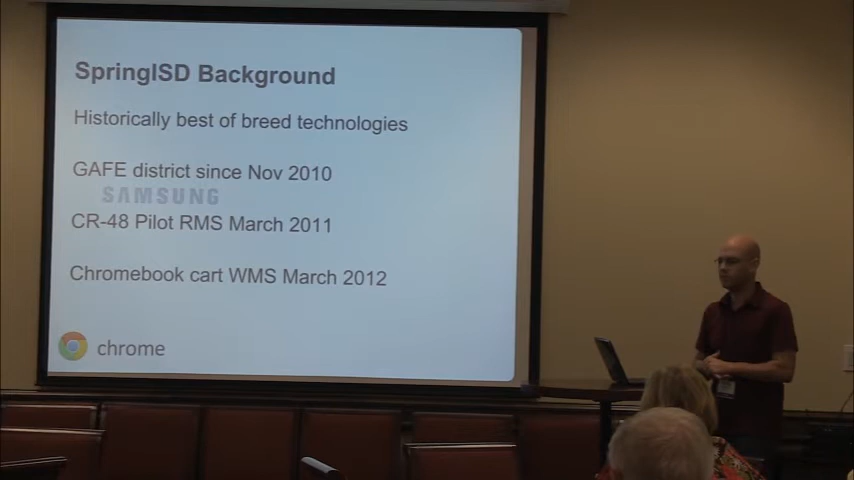 SpringISD Background
Historically best of breed technologies
GAFE district since Nov 2010
SAMSUNG
CR-48 Pilot RMS March 2011
Chromebook cart WMS March 2012
chrome